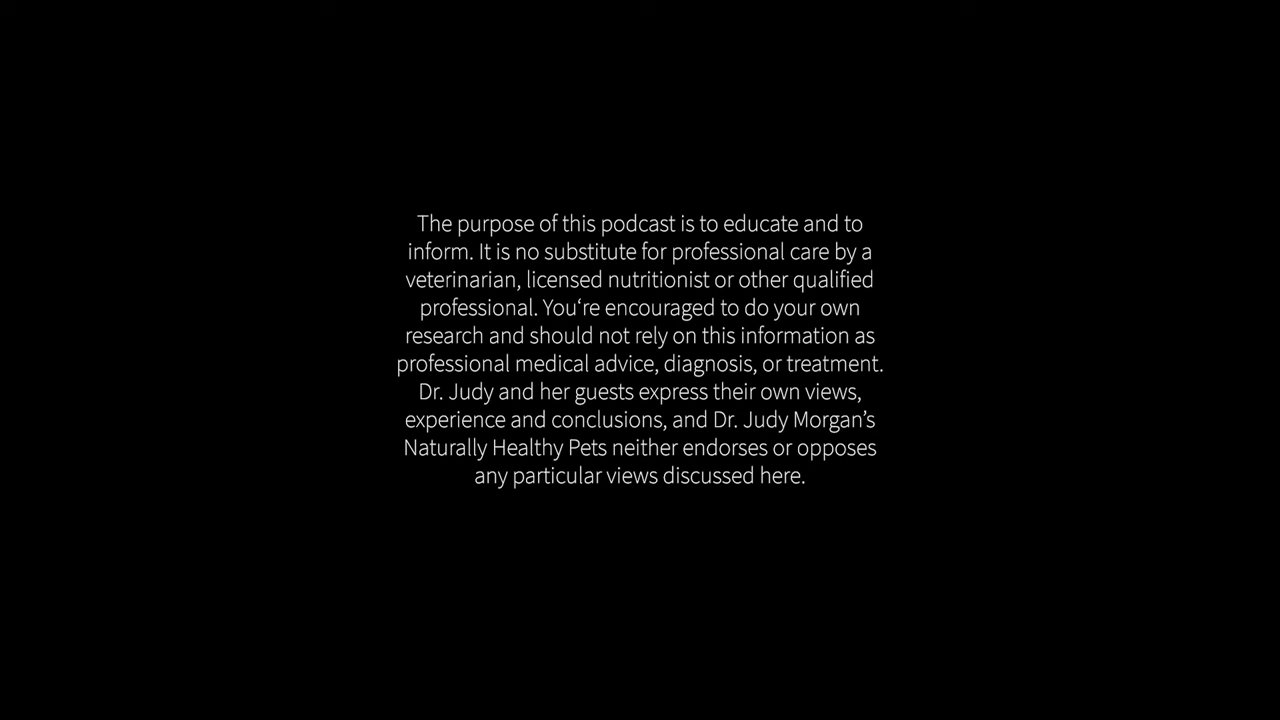 The purpose of this podcast is to educate and to
inform. It is no substitute for professional care by a
veterinarian, licensed nutritionist or other qualified
professional. You‘re encouraged to do your own
research and should not rely on this information as
professional medical advice, diagnosis, or treatment.
Dr. Judy and her guests express their own views,
experience and conclusions, and Dr. Judy Morgan’s
Naturally Healthy Pets neither endorses or opposes
any particular views discussed here.